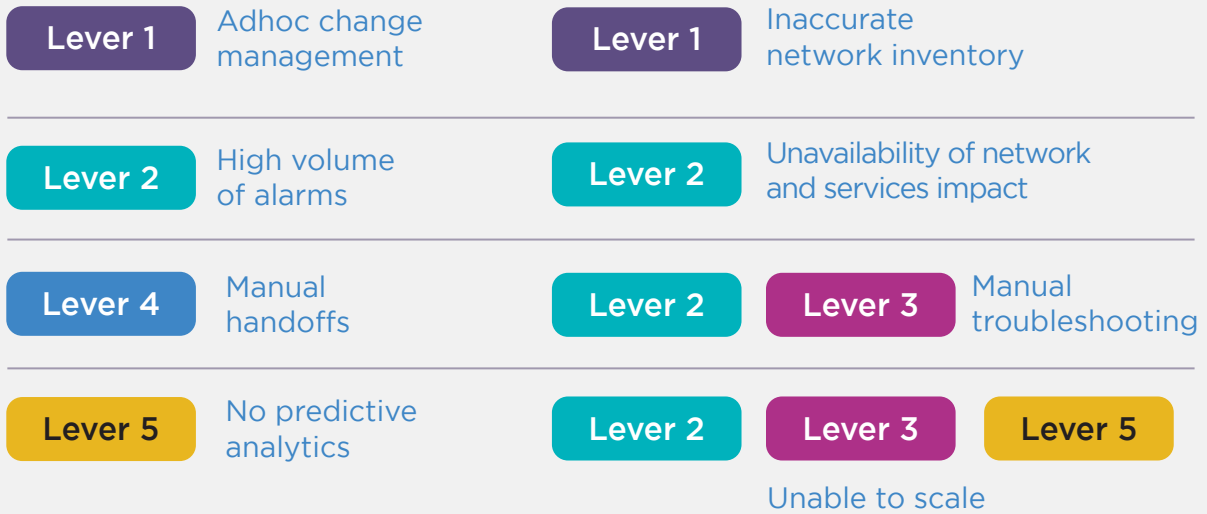 Lever 1
Adhoc change
management
Lever 1
Inaccurate
network inventory
Lever 2
High volume
of alarms
Lever 2
Unavailability of network
and services impact
Lever 4
Manual
handoffs
Lever 2
Lever 3
Manual
troubleshooting
Lever 5
No predictive
analytics
Lever 2
Lever 3
Lever 5
Unable to scale